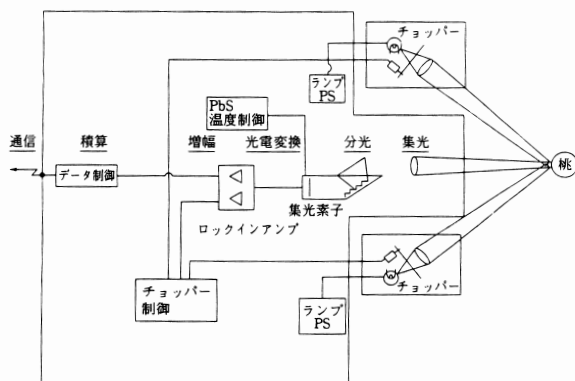 チョッパー
ランプ
PS
PbS
温度制御
通信
積算
増幅
光電変換
分光
集光
桃
データ制御
集光素子
ロックインアンプ
チョッパー
制御
チョッパー
ランプ
PS